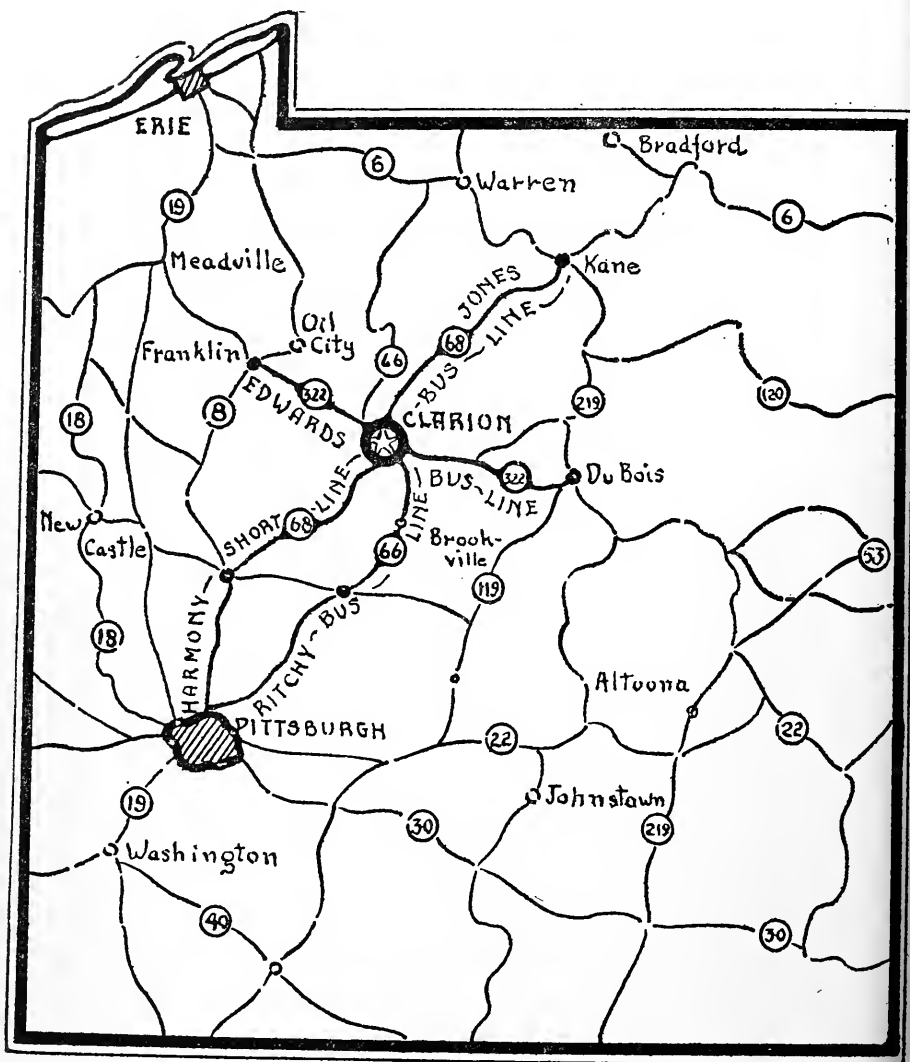 ERIE
6
Bradford
Warren
19
6
Meadville
Kane
JONES
BUS LINE
68
Oil
City
Franklin
46
322
EDWARDS
BUS-LINE
8
219
120
CLARION
18
322
Du Bois
New
Castle
SHORT-LINE
68
HARMONY
LINE
66
Brook-
ville
RITCHY-BUS
119
53
18
Altoona
PITTSBURGH
22
22
19
Johnstawn
30
219
Washington
40
30